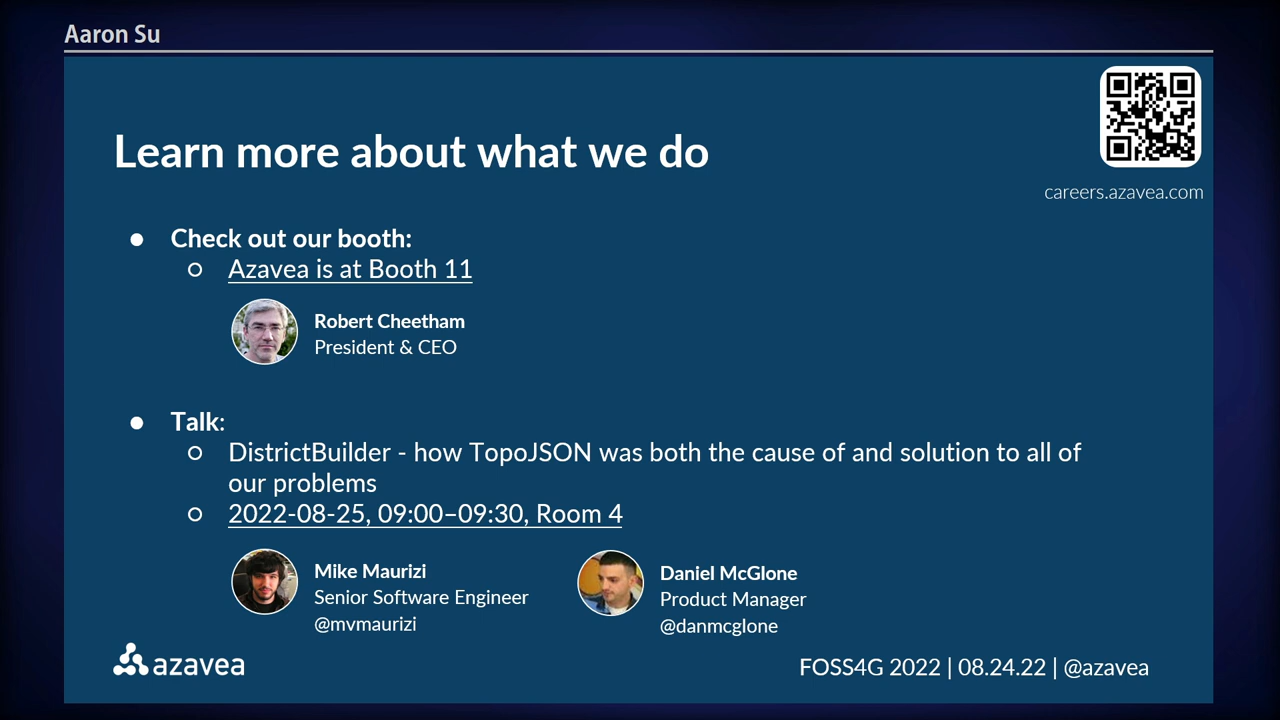 Aaron Su
Learn more about what we do
careers.azavea.com
● Check out our booth:
○ Azavea is at Booth 11
Robert Cheetham
President & CEO
● Talk:
○ DistrictBuilder - how TopoJSON was both the cause of and solution to all of
our problems
○ 2022-08-25, 09:00–09:30, Room 4
Mike Maurizi
Senior Software Engineer
@mvmaurizi
Daniel McGlone
Product Manager
@danmcglone
azavea
FOSS4G 2022 | 08.24.22 | @azavea